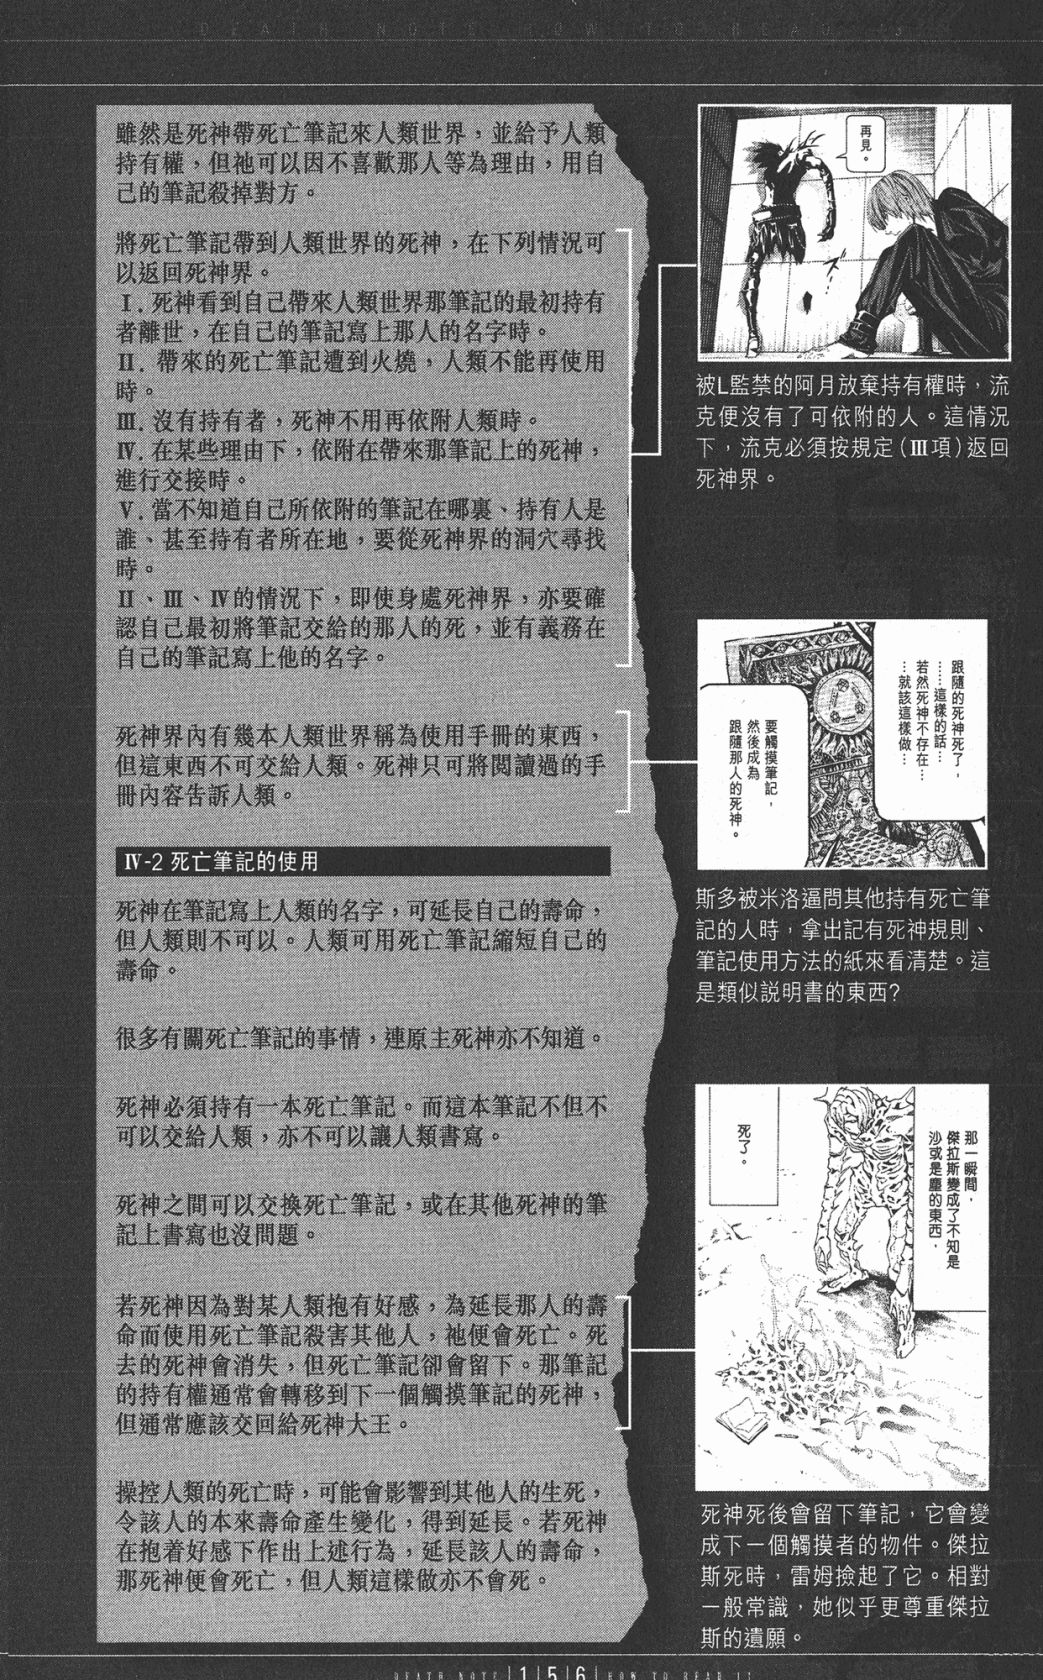 DEATH NOTE HOW TO READ 13
雖然是死神帶死亡筆記來人類世界，並給予人類
持有權，但祂可以因不喜歡那人等為理由，用自
己的筆記殺掉對方。
將死亡筆記帶到人類世界的死神，在下列情況可
以返回死神界。
Ⅰ. 死神看到自己帶來人類世界那筆記的最初持有
者離世，在自己的筆記寫上那人的名字時。
Ⅱ. 帶來的死亡筆記遭到火燒，人類不能再使用
時。
Ⅲ. 沒有持有者，死神不用再依附人類時。
Ⅳ. 在某些理由下，依附在帶來那筆記上的死神，
進行交接時。
Ⅴ. 當不知道自己所依附的筆記在哪裏、持有人是
誰、甚至持有者所在地，要從死神界的洞穴尋找
時。
Ⅱ、Ⅲ、Ⅳ的情況下，即使身處死神界，亦要確
認自己最初將筆記交給的那人的死，並有義務在
自己的筆記寫上他的名字。
死神界內有幾本人類世界稱為使用手冊的東西，
但這東西不可交給人類。死神只可將閱讀過的手
冊內容告訴人類。
Ⅳ-2 死亡筆記的使用
死神在筆記寫上人類的名字，可延長自己的壽命，
但人類則不可以。人類可用死亡筆記縮短自己的
壽命。
很多有關死亡筆記的事情，連原主死神亦不知道。
死神必須持有一本死亡筆記。而這本筆記不但不
可以交給人類，亦不可以讓人類書寫。
死神之間可以交換死亡筆記，或在其他死神的筆
記上書寫也沒問題。
若死神因為對某人類抱有好感，為延長那人的壽
命而使用死亡筆記殺害其他人，祂便會死亡。死
去的死神會消失，但死亡筆記卻會留下。那筆記
的持有權通常會轉移到下一個觸摸筆記的死神，
但通常應該交回給死神大王。
操控人類的死亡時，可能會影響到其他人的生死，
令該人的本來壽命產生變化，得到延長。若死神
在抱着好感下作出上述行為，延長該人的壽命，
那死神便會死亡，但人類這樣做亦不會死。
再見。
被L監禁的阿月放棄持有權時，流
克便沒有了可依附的人。這情況
下，流克必須按規定（Ⅲ項）返回
死神界。
跟隨的死神死了，
……這樣的話…
若然死神不存在…
…就該這樣做…
要觸摸筆記，
然後成為
跟隨那人的死神。
斯多被米洛逼問其他持有死亡筆
記的人時，拿出記有死神規則、
筆記使用方法的紙來看清楚。這
是類似説明書的東西?
那一瞬間，
傑拉斯變成了不知是
沙或是塵的東西，
死了。
死神死後會留下筆記，它會變
成下一個觸摸者的物件。傑拉
斯死時，雷姆撿起了它。相對
一般常識，她似乎更尊重傑拉
斯的遺願。
DEATH NOTE | 1 | 5 | 6 | HOW TO READ 13